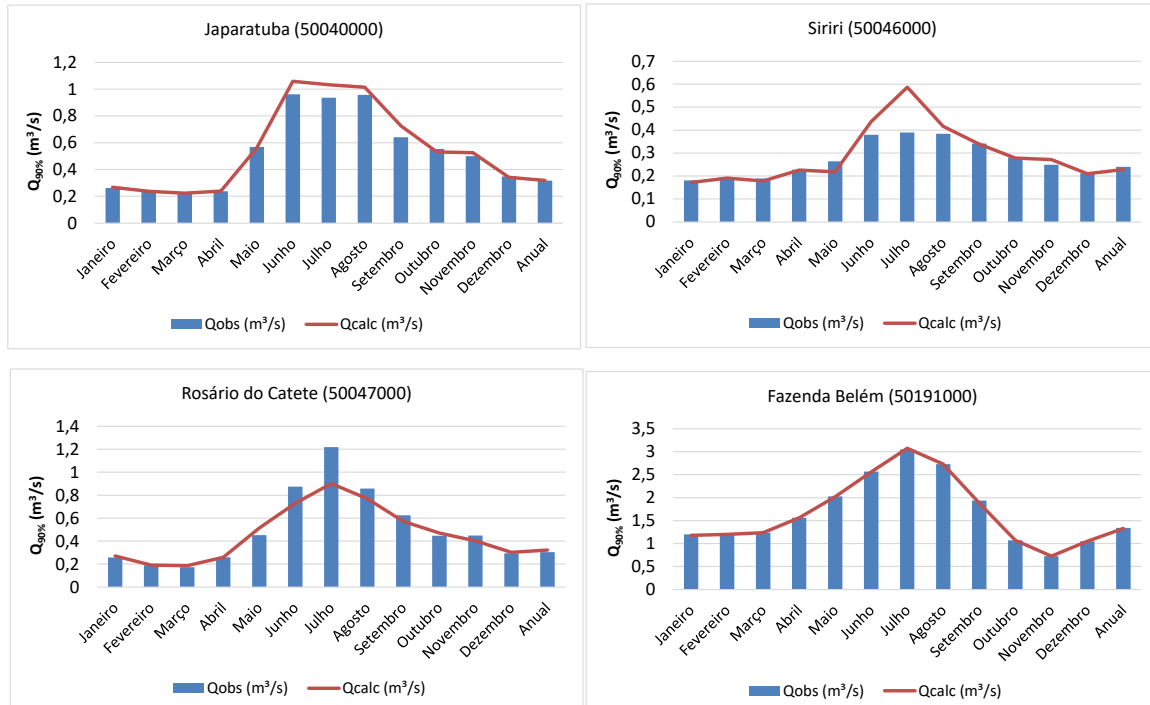 Japaratuba (50040000)
Q90% (m³/s)
1,2
1
0,8
0,6
0,4
0,2
0
Janeiro
Fevereiro
Março
Abril
Maio
Junho
Julho
Agosto
Setembro
Outubro
Novembro
Dezembro
Anual
Qobs (m³/s) Qcalc (m³/s)
Siriri (50046000)
Q90% (m³/s)
0,7
0,6
0,5
0,4
0,3
0,2
0,1
0
Janeiro
Fevereiro
Março
Abril
Maio
Junho
Julho
Agosto
Setembro
Outubro
Novembro
Dezembro
Anual
Qobs (m³/s) Qcalc (m³/s)
Rosário do Catete (50047000)
Q90% (m³/s)
1,4
1,2
1
0,8
0,6
0,4
0,2
0
Janeiro
Fevereiro
Março
Abril
Maio
Junho
Julho
Agosto
Setembro
Outubro
Novembro
Dezembro
Anual
Qobs (m³/s) Qcalc (m³/s)
Fazenda Belém (50191000)
Q90% (m³/s)
3,5
3
2,5
2
1,5
1
0,5
0
Janeiro
Fevereiro
Março
Abril
Maio
Junho
Julho
Agosto
Setembro
Outubro
Novembro
Dezembro
Anual
Qobs (m³/s) Qcalc (m³/s)